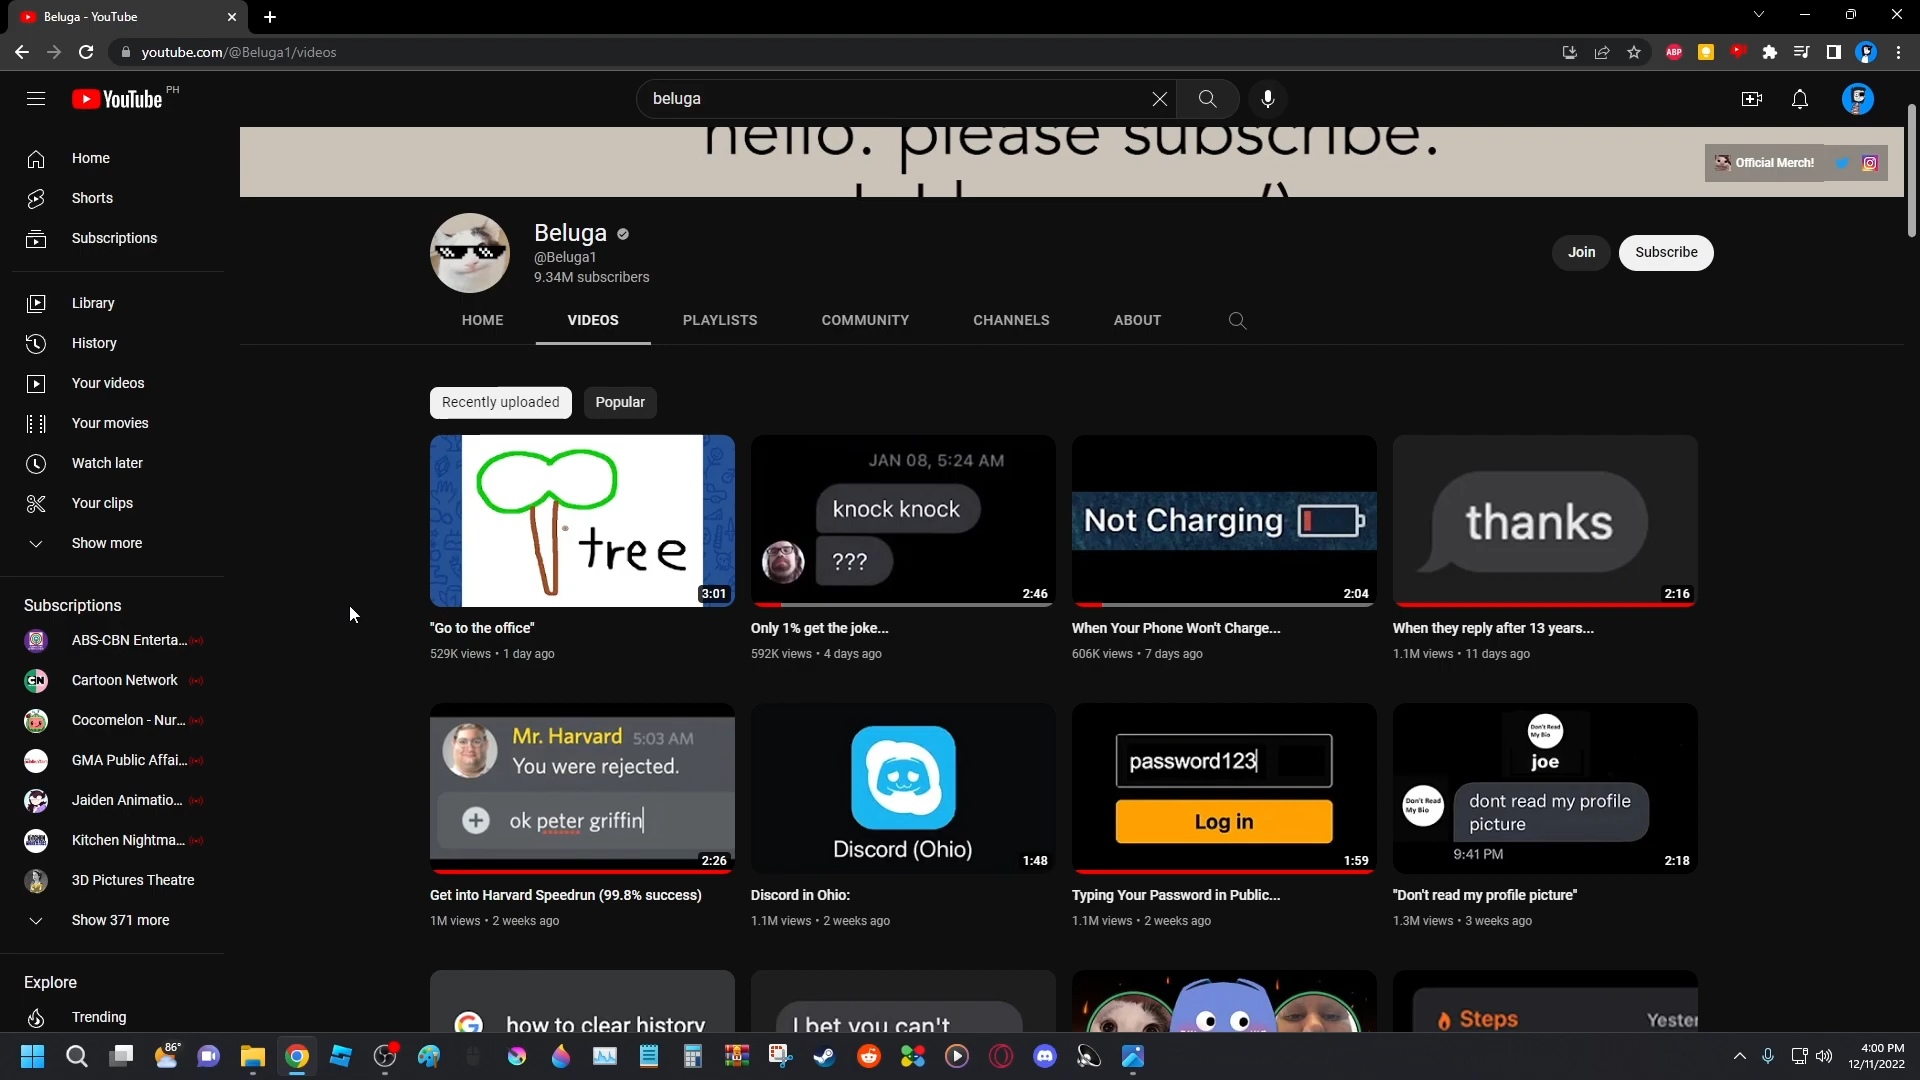 Beluga - YouTube
youtube.com/@Beluga1/videos
ABP
YouTube PH
beluga
hello. please subscribe.
Official Merch!
Home
Shorts
Subscriptions
Library
History
Your videos
Your movies
Watch later
Your clips
Show more
Subscriptions
ABS-CBN Enterta...
CN
Cartoon Network
Cocomelon - Nur...
GMA Public Affai...
Jaiden Animatio...
Kitchen Nightma...
3D Pictures Theatre
Show 371 more
Explore
Trending
Beluga
@Beluga1
9.34M subscribers
Join
Subscribe
HOME
VIDEOS
PLAYLISTS
COMMUNITY
CHANNELS
ABOUT
Recently uploaded
Popular
tree
3:01
"Go to the office"
529K views • 1 day ago
JAN 08, 5:24 AM
knock knock
???
2:46
Only 1% get the joke...
592K views • 4 days ago
Not Charging
2:04
When Your Phone Won't Charge...
606K views • 7 days ago
thanks
2:16
When they reply after 13 years...
1.1M views • 11 days ago
Mr. Harvard 5:03 AM
You were rejected.
ok peter griffin
2:26
Get into Harvard Speedrun (99.8% success)
1M views • 2 weeks ago
Discord (Ohio)
1:48
Discord in Ohio:
1.1M views • 2 weeks ago
password123
Log in
1:59
Typing Your Password in Public...
1.1M views • 2 weeks ago
Don't Read
My Bio
joe
Don't Read
My Bio
dont read my profile
picture
9:41 PM
2:18
"Don't read my profile picture"
1.3M views • 3 weeks ago
how to clear history
I bet you can't
Steps
Yester
86°
4:00 PM
12/11/2022